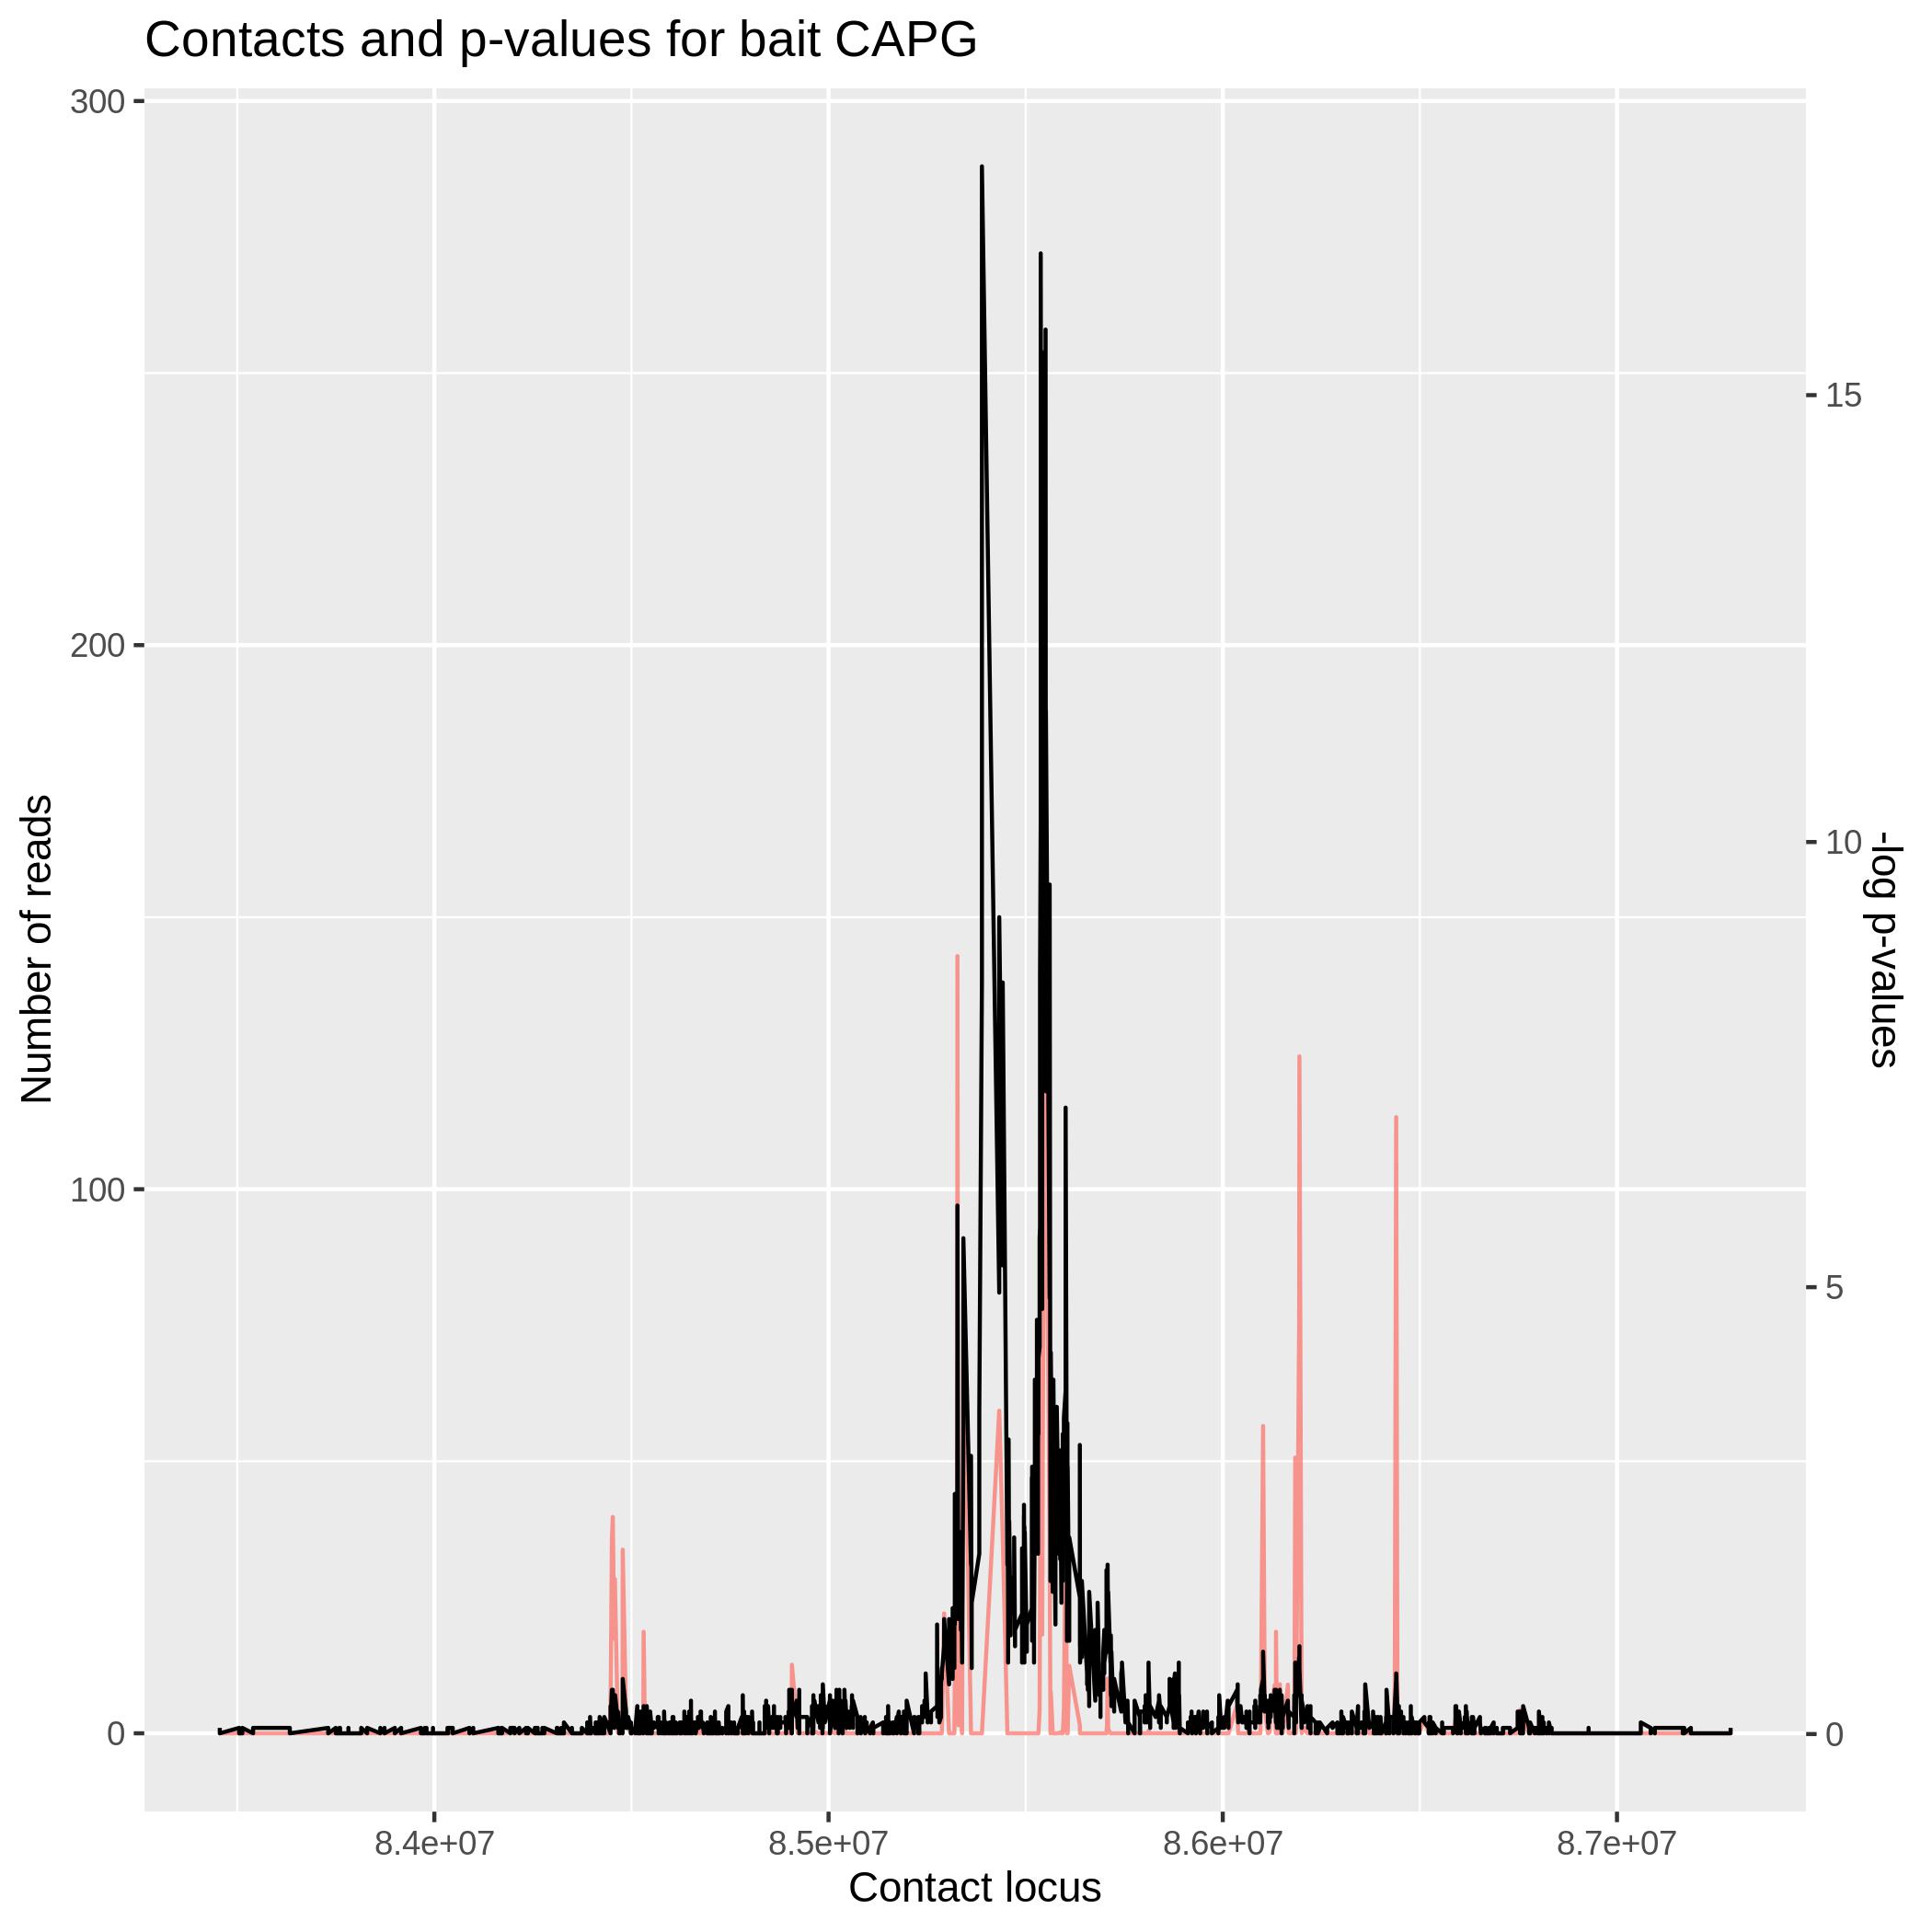 Contacts and p-values for bait CAPG
300
200
100
0
Number of reads
15
10
5
0
-log p-values
8.4e+07
8.5e+07
8.6e+07
8.7e+07
Contact locus